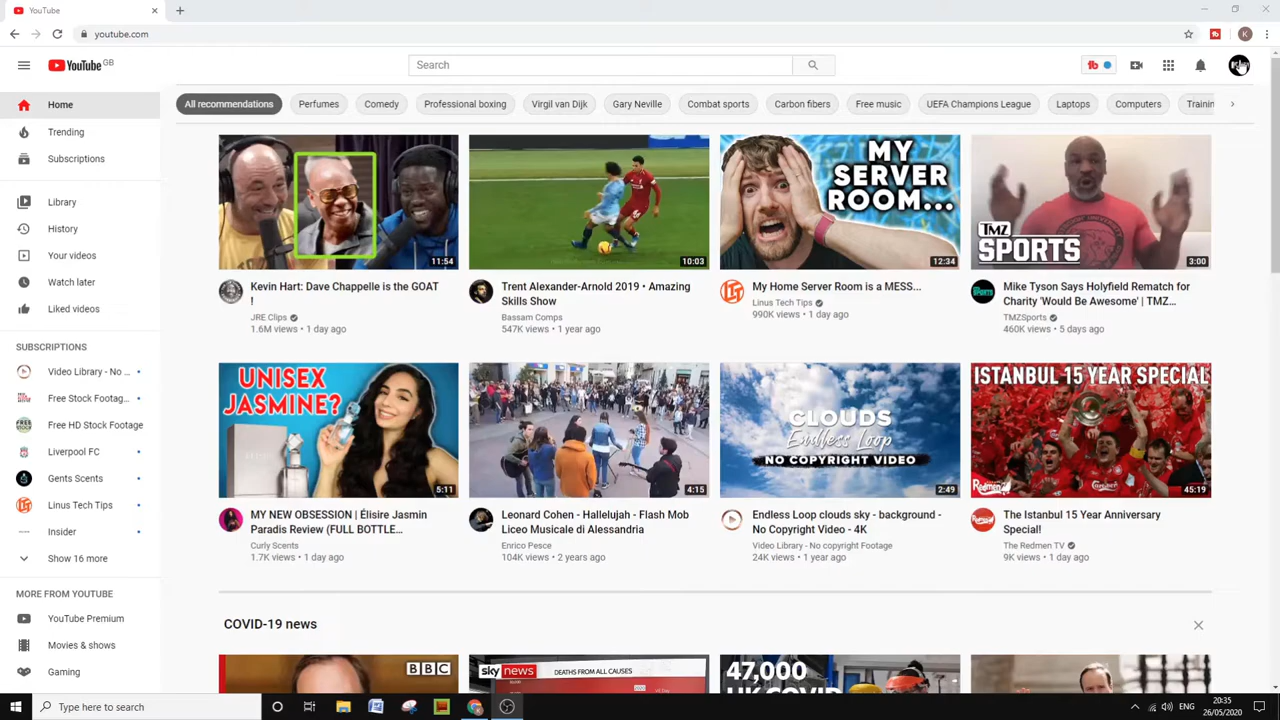 YouTube
youtube.com
K
YouTube GB
Search
Home
Trending
Subscriptions
Library
History
Your videos
Watch later
Liked videos
SUBSCRIPTIONS
Video Library - No ...
Free Stock Footag...
Free HD Stock Footage
Liverpool FC
Gents Scents
Linus Tech Tips
Insider
Show 16 more
MORE FROM YOUTUBE
YouTube Premium
Movies & shows
Gaming
All recommendations
Perfumes
Comedy
Professional boxing
Virgil van Dijk
Gary Neville
Combat sports
Carbon fibers
Free music
UEFA Champions League
Laptops
Computers
Trainin
11:54
Kevin Hart: Dave Chappelle is the GOAT
!
JRE Clips
1.6M views • 1 day ago
10:03
Trent Alexander-Arnold 2019 • Amazing
Skills Show
Bassam Comps
547K views • 1 year ago
MY
SERVER
ROOM...
12:34
My Home Server Room is a MESS...
Linus Tech Tips
990K views • 1 day ago
TMZ
SPORTS
3:00
Mike Tyson Says Holyfield Rematch for
Charity 'Would Be Awesome' | TMZ...
TMZSports
460K views • 5 days ago
UNISEX
JASMINE?
5:11
MY NEW OBSESSION | Élisire Jasmin
Paradis Review (FULL BOTTLE...
Curly Scents
1.7K views • 1 day ago
4:15
Leonard Cohen - Hallelujah - Flash Mob
Liceo Musicale di Alessandria
Enrico Pesce
104K views • 2 years ago
CLOUDS
Endless Loop
NO COPYRIGHT VIDEO
2:49
Endless Loop clouds sky - background -
No Copyright Video - 4K
Video Library - No copyright Footage
24K views • 1 year ago
ISTANBUL 15 YEAR SPECIAL
Redmen
45:19
The Istanbul 15 Year Anniversary
Special!
The Redmen TV
9K views • 1 day ago
COVID-19 news
BBC
sky news
DEATHS FROM ALL CAUSES
47,000
UK COVID
Type here to search
ENG
20:35
26/05/2020